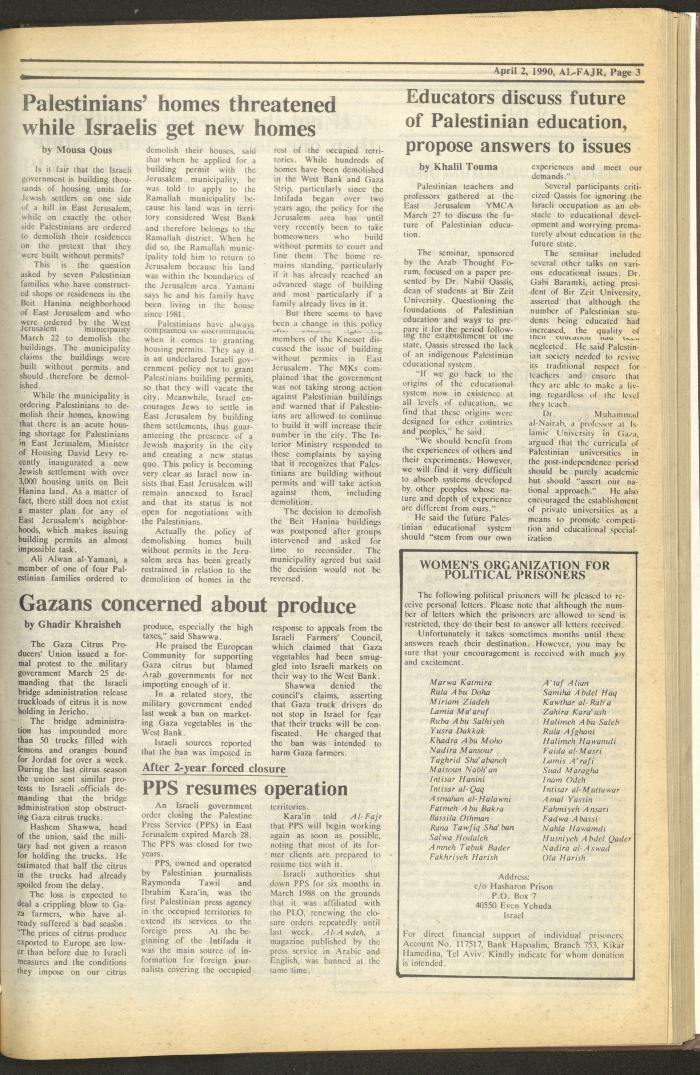 April 2, 1990, AL-FAJR, Page 3
Palestinians' homes threatened
while Israelis get new homes
by Mousa Qous
Is it fair that the Israeli
government is building thou-
sands of housing units for
Jewish settlers on one side
of a hill in East Jerusalem,
while on exactly the other
side Palestinians are ordered
to demolish their residences
on the pretext that they
were built without permits?
This is the question
asked by seven Palestinian
families who have construct-
ed shops or residences in the
Beit Hanina neighborhood
of East Jerusalem and who
were ordered by the West
Jerusalem municipality
March 22 to demolish the
buildings. The municipality
claims the buildings were
built without permits and
should therefore be demol-
ished.
While the municipality is
ordering Palestinians to de-
molish their homes, knowing
that there is an acute hous-
ing shortage for Palestinians
in East Jerusalem, Minister
of Housing David Levy re-
cently inaugurated a new
Jewish settlement with over
3,000 housing units on Beit
Hanina land. As a matter of
fact, there still does not exist
a master plan for any of
East Jerusalem's neighbor-
hoods, which makes issuing
building permits an almost
impossible task.
Ali Alwan al-Yamani, a
member of one of four Pal-
estinian families ordered to
demolish their houses, said
that when he applied for a
building permit with the
Jerusalem municipality, he
was told to apply to the
Ramallah municipality be-
cause his land was in terri-
tory considered West Bank
and therefore belongs to the
Ramallah district. When he
did so, the Ramallah munic-
ipality told him to return to
Jerusalem because his land
was within the boundaries of
the Jerusalem area. Yamani
says he and his family have
been living in the house
since 1981.
Palestinians have always
complained of discrimination
when it comes to granting
housing permits. They say it
is an undeclared Israeli gov-
ernment policy not to grant
Palestinians building permits,
so that they will vacate the
city. Meanwhile, Israel en-
courages Jews to settle in
East Jerusalem by building
them settlements, thus guar-
anteeing the presence of a
Jewish majority in the city
and creating a new status
quo. This policy is becoming
very clear as Israel now in-
sists that East Jerusalem will
remain annexed to Israel
and that its status is not
open for negotiations with
the Palestinians.
Actually the policy of
demolishing homes built
without permits in the Jeru-
salem area has been greatly
restrained in relation to the
demolition of homes in the
rest of the occupied terri-
tories. While hundreds of
homes have been demolished
in the West Bank and Gaza
Strip, particularly since the
Intifada began over two
years ago, the policy for the
Jerusalem area has until
very recently been to take
homeowners who build
without permits to court and
fine them. The home re-
mains standing, particularly
if it has already reached an
advanced stage of building
and most particularly if a
family already lives in it.
But there seems to have
been a change in this policy
members of the Knesset dis-
cussed the issue of building
without permits in East
Jerusalem. The MKs com-
plained that the government
was not taking strong action
against Palestinian buildings
and warned that if Palestin-
ians are allowed to continue
to build it will increase their
number in the city. The In-
terior Ministry responded to
these complaints by saying
that it recognizes that Pales-
tinians are building without
permits and will take action
against them, including
demolition.
The decision to demolish
the Beit Hanina buildings
was postponed after groups
intervened and asked for
time to reconsider. The
municipality agreed but said
the decision would not be
reversed.
Educators discuss future
of Palestinian education,
propose answers to issues
by Khalil Touma
Palestinian teachers and
professors gathered at the
East Jerusalem YMCA
March 27 to discuss the fu-
ture of Palestinian educa-
tion.
The seminar, sponsored
by the Arab Thought Fo-
rum, focused on a paper pre-
sented by Dr. Nabil Qassis,
dean of students at Bir Zeit
University. Questioning the
foundations of Palestinian
education and ways to pre-
pare it for the period follow-
ing the establishment of the
state, Qassis stressed the lack
of an indigenous Palestinian
educational system.
"If we go back to the
origins of the educational
system now in existence at
all levels of education, we
find that these origins were
designed for other countries
and peoples," he said.
"We should benefit from
the experiences of others and
their experiments. However,
we will find it very difficult
to absorb systems developed
by other peoples whose na-
ture and depth of experience
are different from ours."
He said the future Pales-
tinian educational system
should "stem from our own
experiences and meet our
demands."
Several participants criti-
cized Qassis for ignoring the
Israeli occupation as an ob-
stacle to educational devel-
opment and worrying prema-
turely about education in the
future state.
The seminar included
several other talks on vari-
ous educational issues. Dr.
Gabi Baramki, acting presi-
dent of Bir Zeit University,
asserted that although the
number of Palestinian stu-
dents being educated had
increased, the quality of
their education had been
neglected. He said Palestin-
ian society needed to revive
its traditional respect for
teachers and ensure that
they are able to make a liv-
ing regardless of the level
they teach.
Dr. Muhammad
al-Nairab, a professor at Is-
lamic University in Gaza,
argued that the curricula of
Palestinian universities in
the post-independence period
should be purely academic
but should "assert our na-
tional approach." He also
encouraged the establishment
of private universities as a
means to promote competi-
tion and educational special-
ization.
Gazans concerned about produce
by Ghadir Khraisheh
The Gaza Citrus Pro-
ducers' Union issued a for-
mal protest to the military
government March 25 de-
manding that the Israeli
bridge administration release
truckloads of citrus it is now
holding in Jericho.
The bridge administra-
tion has impounded more
than 50 trucks filled with
lemons and oranges bound
for Jordan for over a week.
During the last citrus season
the union sent similar pro-
tests to Israeli officials de-
manding that the bridge
administration stop obstruct-
ing Gaza citrus trucks.
Hashem Shawwa, head
of the union, said the mili-
tary had not given a reason
for holding the trucks. He
estimated that half the citrus
in the trucks had already
spoiled from the delay.
The loss is expected to
deal a crippling blow to Ga-
za farmers, who have al-
ready suffered a bad season.
"The prices of citrus produce
exported to Europe are low-
er than before due to Israeli
measures and the conditions
they impose on our citrus
produce, especially the high
taxes," said Shawwa.
He praised the European
Community for supporting
Gaza citrus but blamed
Arab governments for not
importing enough of it.
In a related story, the
military government ended
last week a ban on market-
ing Gaza vegetables in the
West Bank.
Israeli sources reported
that the ban was imposed in
response to appeals from the
Israeli Farmers' Council,
which claimed that Gaza
vegetables had been smug-
gled into Israeli markets on
their way to the West Bank.
Shawwa denied the
council's claims, asserting
that Gaza truck drivers do
not stop in Israel for fear
that their trucks will be con-
fiscated. He charged that
the ban was intended to
harm Gaza farmers.
After 2-year forced closure
PPS resumes operation
An Israeli government
order closing the Palestine
Press Service (PPS) in East
Jerusalem expired March 28.
The PPS was closed for two
years.
PPS, owned and operated
by Palestinian journalists
Raymonda Tawil and
Ibrahim Kara'in, was the
first Palestinian press agency
in the occupied territories to
extend its services to the
foreign press. At the be-
ginning of the Intifada it
was the main source of in-
formation for foreign jour-
nalists covering the occupied
territories.
Kara'in told Al-Fajr
that PPS will begin working
again as soon as possible,
noting that most of its for-
mer clients are prepared to
resume ties with it.
Israeli authorities shut
down PPS for six months in
March 1988 on the grounds
that it was affiliated with
the PLO, renewing the clo-
sure orders repeatedly until
last week. Al-Awdeh, a
magazine published by the
press service in Arabic and
English, was banned at the
same time.
WOMEN'S ORGANIZATION FOR
POLITICAL PRISONERS
The following political prisoners will be pleased to re-
ceive personal letters. Please note that although the num-
ber of letters which the prisoners are allowed to send is
restricted, they do their best to answer all letters received.
Unfortunately it takes sometimes months until these
answers reach their destination. However, you may be
sure that your encouragement is received with much joy
and excitement.
Marwa Katmira
Rula Abu Doha
Miriam Ziadeh
Lamia Ma'aruf
Ruba Abu Salhiyeh
Yusra Dakkak
Khadra Abu Moho
Nadira Mansour
Taghrid Sha'abaneh
Maisoun Nabh'an
Intisar Hanini
Intisar al-Qaq
Asmahan al-Halawni
Fatmeh Abu Bakra
Bassila Othman
Rana Tawfiq Sha'ban
Salwa Hodaleh
Amneh Tabuk Bader
Fakhriyeh Harish
A'taf Alian
Samiha Abdel Haq
Kawthar al-Rab'a
Zahira Kara'ush
Halimeh Abu Saleb
Rula Afghani
Halimeh Hawamdi
Faida al-Masri
Lamis A'rafi
Suad Maragha
Inam Odeh
Intisar al-Muttawar
Amal Yassin
Fahmiyeh Ansari
Fadwa Abassi
Nahla Hawamdi
Husniyeh Abdel Qader
Nadira al-Aswad
Ola Harish
Address:
c/o Hasharon Prison
P.O. Box 7
40550 Even Yehuda
Israel
For direct financial support of individual prisoners:
Account No. 117517, Bank Hapoalim, Branch 753, Kikar
Hamedina, Tel Aviv. Kindly indicate for whom donation
is intended.